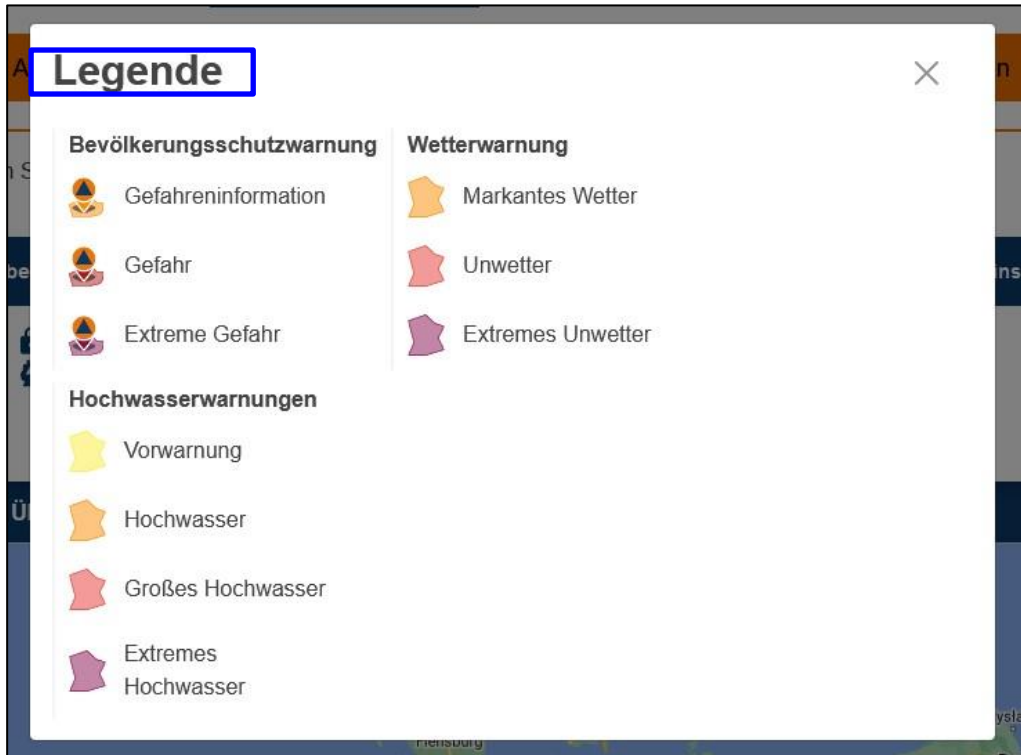 Legende
Bevölkerungsschutzwarnung
Gefahreninformation
Gefahr
Extreme Gefahr
Wetterwarnung
Markantes Wetter
Unwetter
Extremes Unwetter
Hochwasserwarnungen
Vorwarnung
Hochwasser
Großes Hochwasser
Extremes
Hochwasser